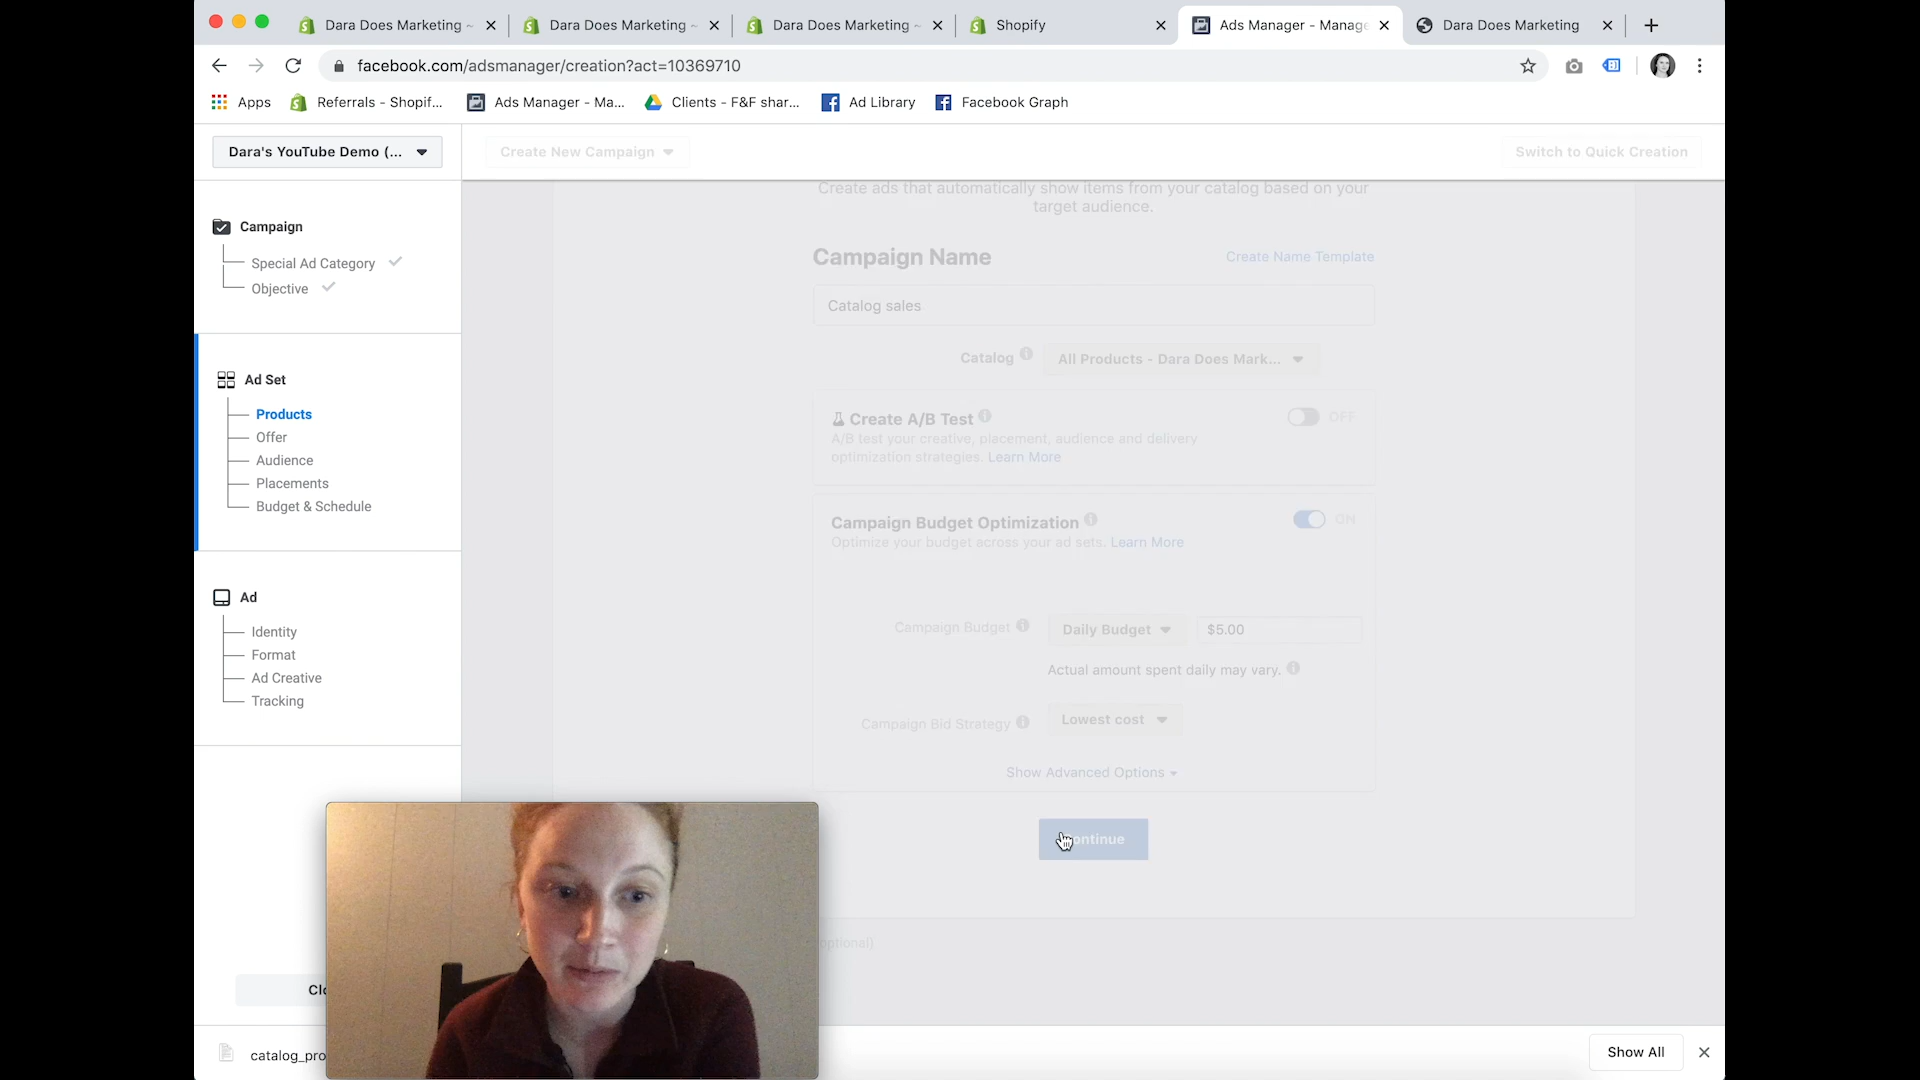 Dara Does Marketing ~
Dara Does Marketing ~
Dara Does Marketing ~
Shopify
Ads Manager - Manage
Dara Does Marketing
facebook.com/adsmanager/creation?act=10369710
Apps
Referrals - Shopif...
Ads Manager - Ma...
Clients - F&F shar...
Ad Library
Facebook Graph
Dara's YouTube Demo (...
Create New Campaign
Switch to Quick Creation
Create ads that automatically show items from your catalog based on your
target audience.
Campaign
Special Ad Category
Objective
Campaign Name
Create Name Template
Catalog sales
Catalog
All Products - Dara Does Mark...
Ad Set
Products
Offer
Audience
Placements
Budget & Schedule
Create A/B Test
OFF
A/B test your creative, placement, audience and delivery
optimization strategies. Learn More
Campaign Budget Optimization
ON
Optimize your budget across your ad sets. Learn More
Ad
Identity
Format
Ad Creative
Tracking
Campaign Budget
Daily Budget
$5.00
Actual amount spent daily may vary.
Campaign Bid Strategy
Lowest cost
Show Advanced Options
Continue
optional)
Clo
catalog_pro
Show All